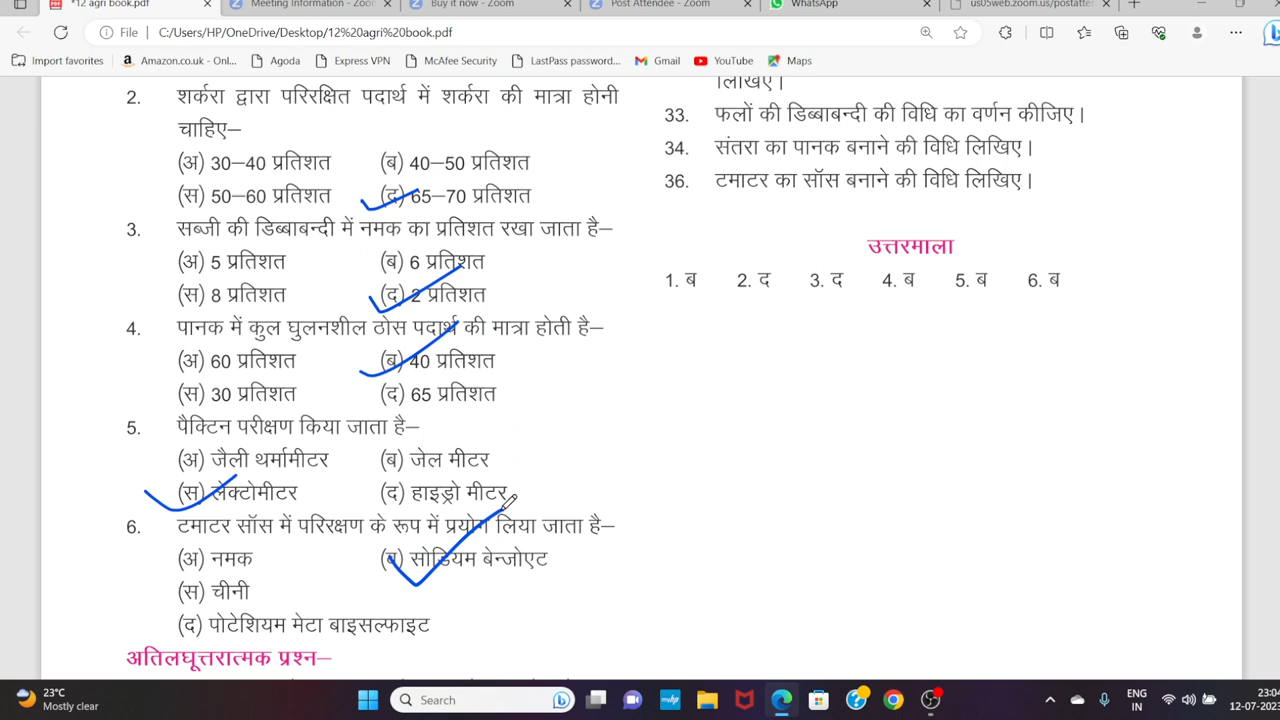 *12 agri book.pdf
Meeting Information - Zoom
Buy it now - Zoom
Post Attendee - Zoom
WhatsApp
us05web.zoom.us/postatten
File
C:/Users/HP/OneDrive/Desktop/12%20agri%20book.pdf
Import favorites
Amazon.co.uk - Onl...
Agoda
Express VPN
McAfee Security
LastPass password...
Gmail
YouTube
Maps
2. शर्करा द्वारा परिरक्षित पदार्थ में शर्करा की मात्रा होनी
चाहिए–
(अ) 30–40 प्रतिशत (ब) 40–50 प्रतिशत
(स) 50–60 प्रतिशत (द) 65–70 प्रतिशत
3. सब्जी की डिब्बाबन्दी में नमक का प्रतिशत रखा जाता है–
(अ) 5 प्रतिशत (ब) 6 प्रतिशत
(स) 8 प्रतिशत (द) 2 प्रतिशत
4. पानक में कुल घुलनशील ठोस पदार्थ की मात्रा होती है–
(अ) 60 प्रतिशत (ब) 40 प्रतिशत
(स) 30 प्रतिशत (द) 65 प्रतिशत
5. पैक्टिन परीक्षण किया जाता है–
(अ) जैली थर्मामीटर (ब) जेल मीटर
(स) लेक्टोमीटर (द) हाइड्रो मीटर
6. टमाटर सॉस में परिरक्षण के रूप में प्रयोग लिया जाता है–
(अ) नमक (ब) सोडियम बेन्जोएट
(स) चीनी
(द) पोटेशियम मेटा बाइसल्फाइट
अतिलघूत्तरात्मक प्रश्न–
लिखिए।
33. फलों की डिब्बाबन्दी की विधि का वर्णन कीजिए।
34. संतरा का पानक बनाने की विधि लिखिए।
36. टमाटर का सॉस बनाने की विधि लिखिए।
उत्तरमाला
1. ब 2. द 3. द 4. ब 5. ब 6. ब
23°C
Mostly clear
Search
ENG
IN
23:04
12-07-2023